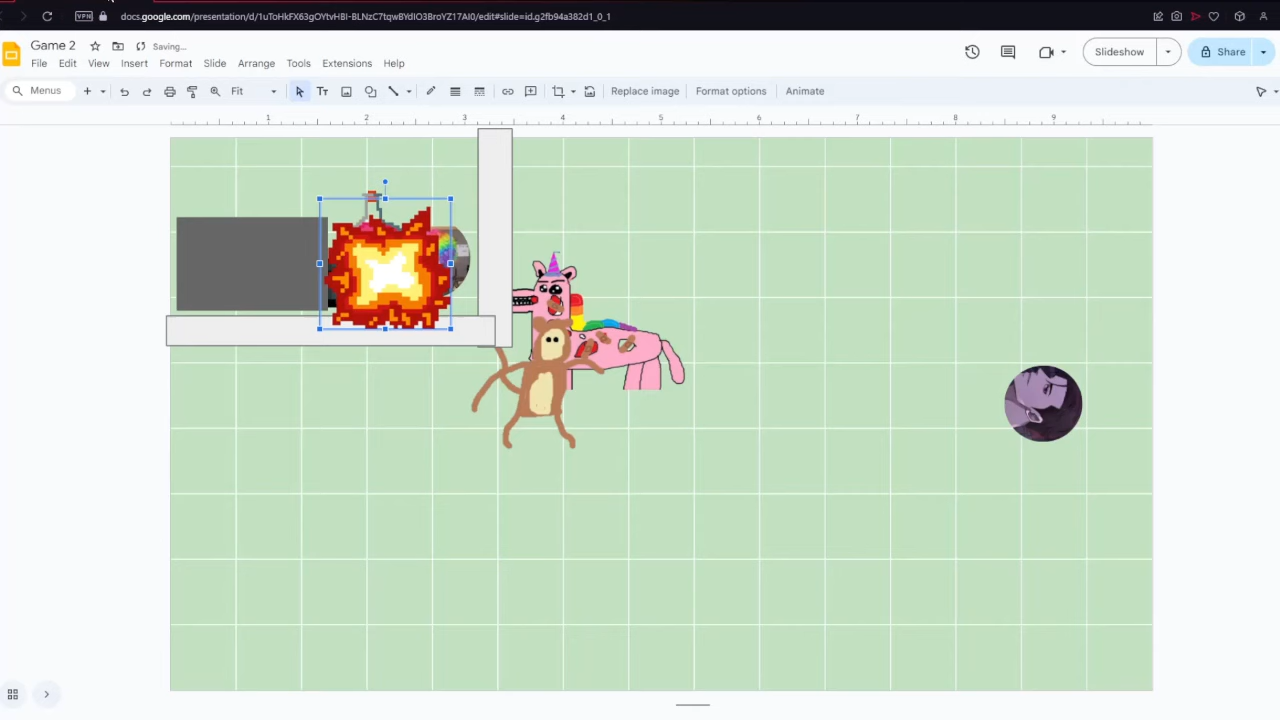 VPN docs.google.com/presentation/d/1uToHkFX63gOYtvHBI-BLNzC7tqwBYdIO3BroYZ17AI0/edit#slide=id.g2fb94a382d1_0_1
Game 2 Saving...
File Edit View Insert Format Slide Arrange Tools Extensions Help
Slideshow Share
Menus Fit Replace image Format options Animate
1 2 3 4 5 6 7 8 9